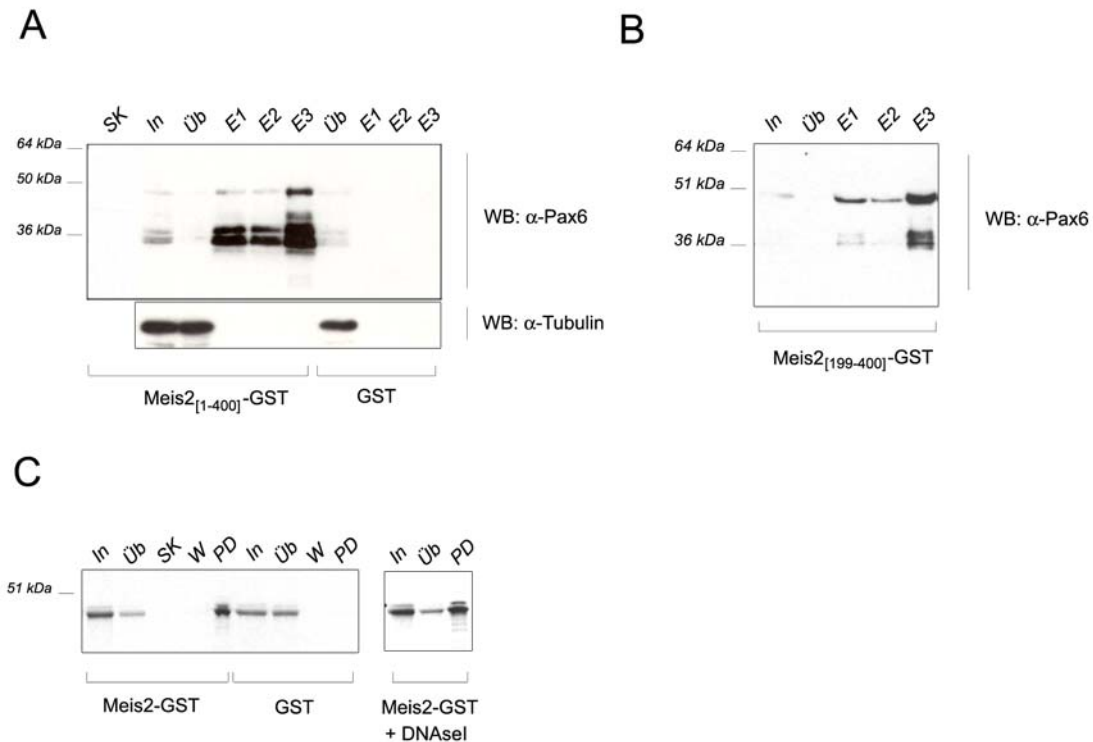 A
SK In Üb E1 E2 E3 Üb E1 E2 E3
64 kDa
50 kDa
36 kDa
WB: α-Pax6
WB: α-Tubulin
Meis2[1-400]-GST GST
B
In Üb E1 E2 E3
64 kDa
51 kDa
36 kDa
WB: α-Pax6
Meis2[199-400]-GST
C
In Üb SK W PD In Üb W PD In Üb PD
51 kDa
Meis2-GST GST Meis2-GST
+ DNAseI